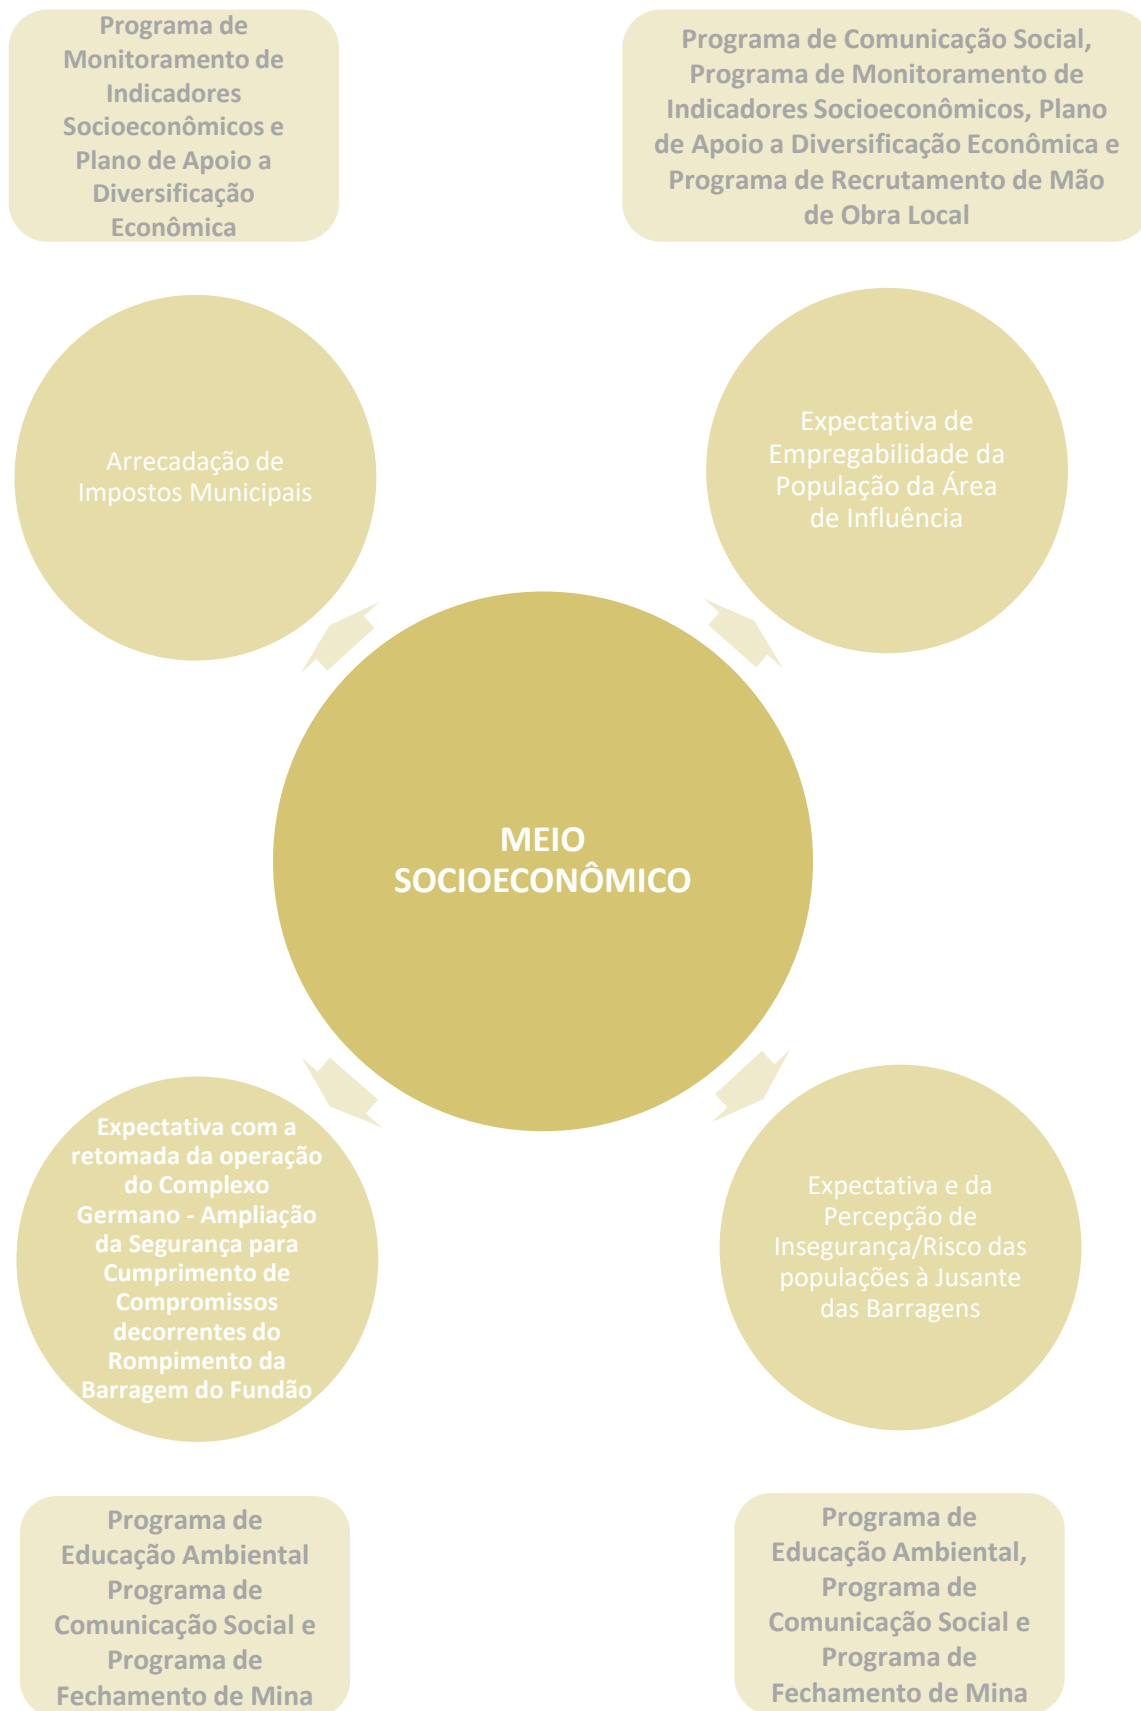 Programa de
Monitoramento de
Indicadores
Socioeconômicos e
Plano de Apoio a
Diversificação
Econômica
Programa de Comunicação Social,
Programa de Monitoramento de
Indicadores Socioeconômicos, Plano
de Apoio a Diversificação Econômica e
Programa de Recrutamento de Mão
de Obra Local
Arrecadação de
Impostos Municipais
Expectativa de
Empregabilidade da
População da Área
de Influência
MEIO
SOCIOECONÔMICO
Expectativa com a
retomada da operação
do Complexo
Germano - Ampliação
da Segurança para
Cumprimento de
Compromissos
decorrentes do
Rompimento da
Barragem do Fundão
Expectativa e da
Percepção de
Insegurança/Risco das
populações à Jusante
das Barragens
Programa de
Educação Ambiental
Programa de
Comunicação Social e
Programa de
Fechamento de Mina
Programa de
Educação Ambiental,
Programa de
Comunicação Social e
Programa de
Fechamento de Mina